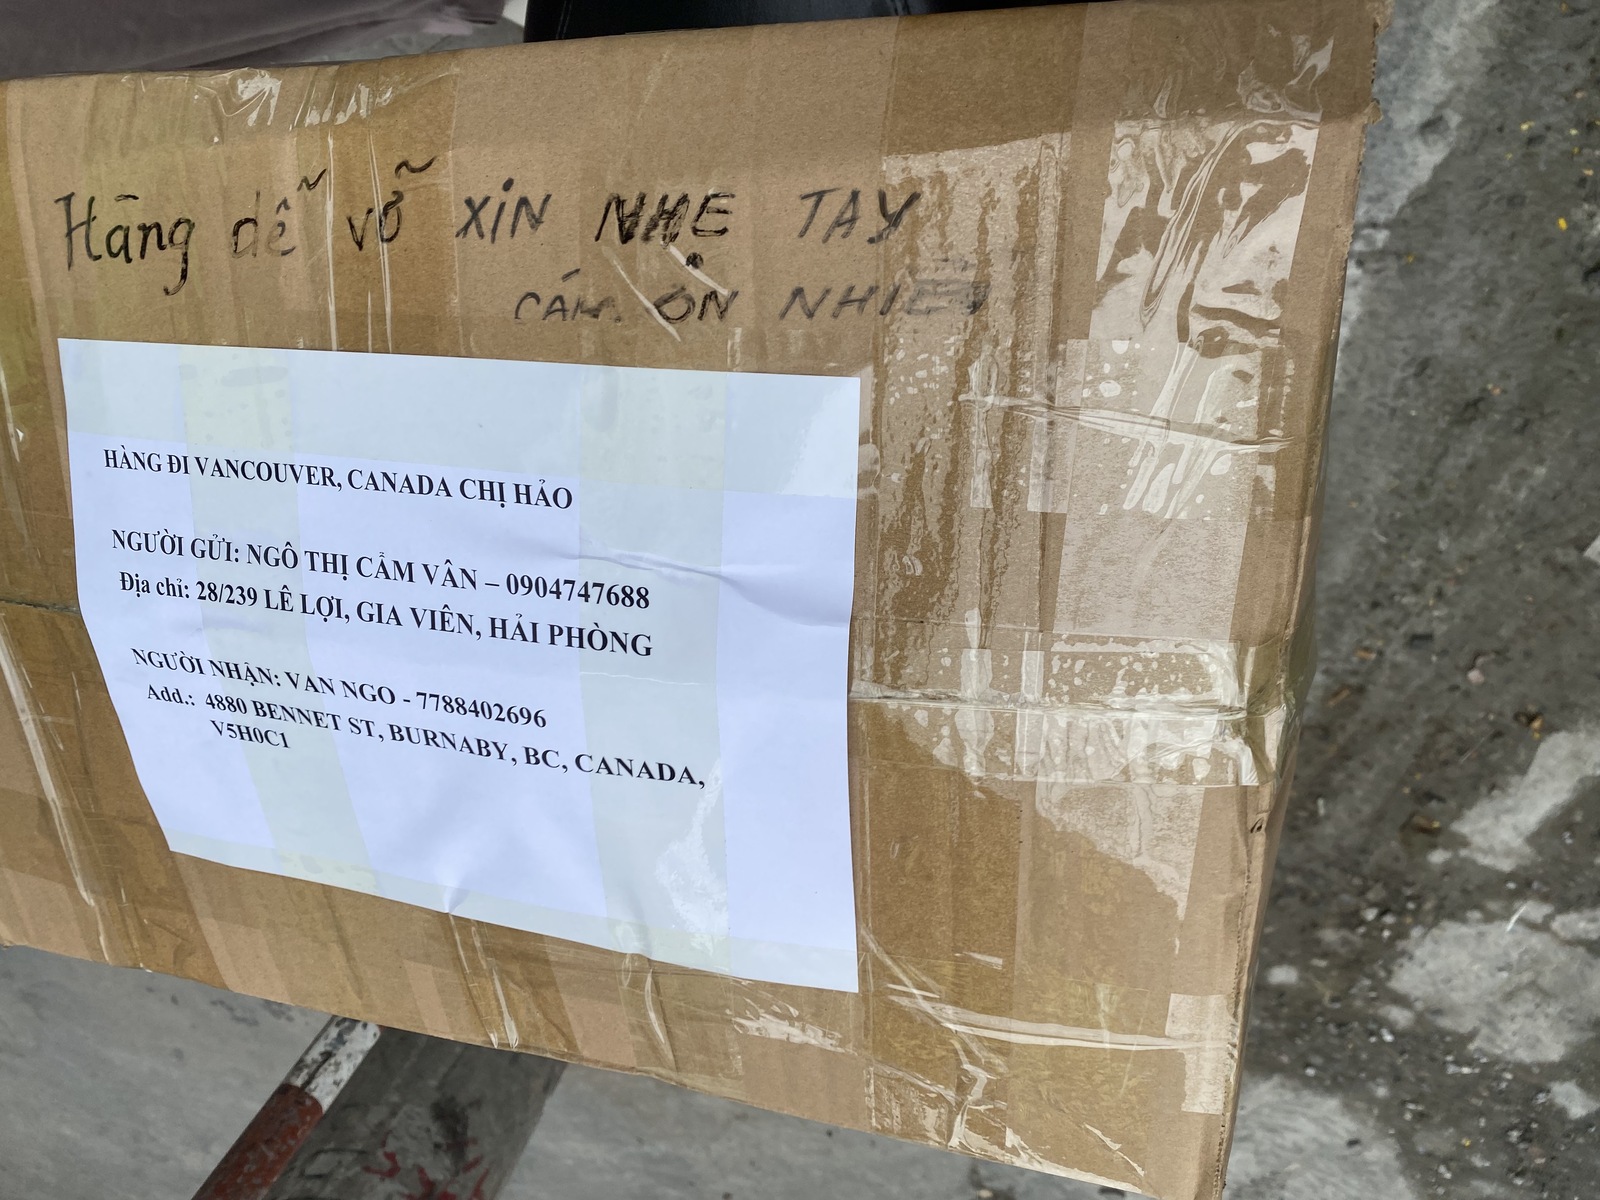 Hàng dễ vỡ XIN NHẸ TAY
CÁM ƠN NHIỀU
HÀNG ĐI VANCOUVER, CANADA CHỊ HẢO
NGƯỜI GỬI: NGÔ THỊ CẨM VÂN – 0904747688
Địa chỉ: 28/239 LÊ LỢI, GIA VIÊN, HẢI PHÒNG
NGƯỜI NHẬN: VAN NGO - 7788402696
Add.: 4880 BENNET ST, BURNABY, BC, CANADA,
V5H0C1